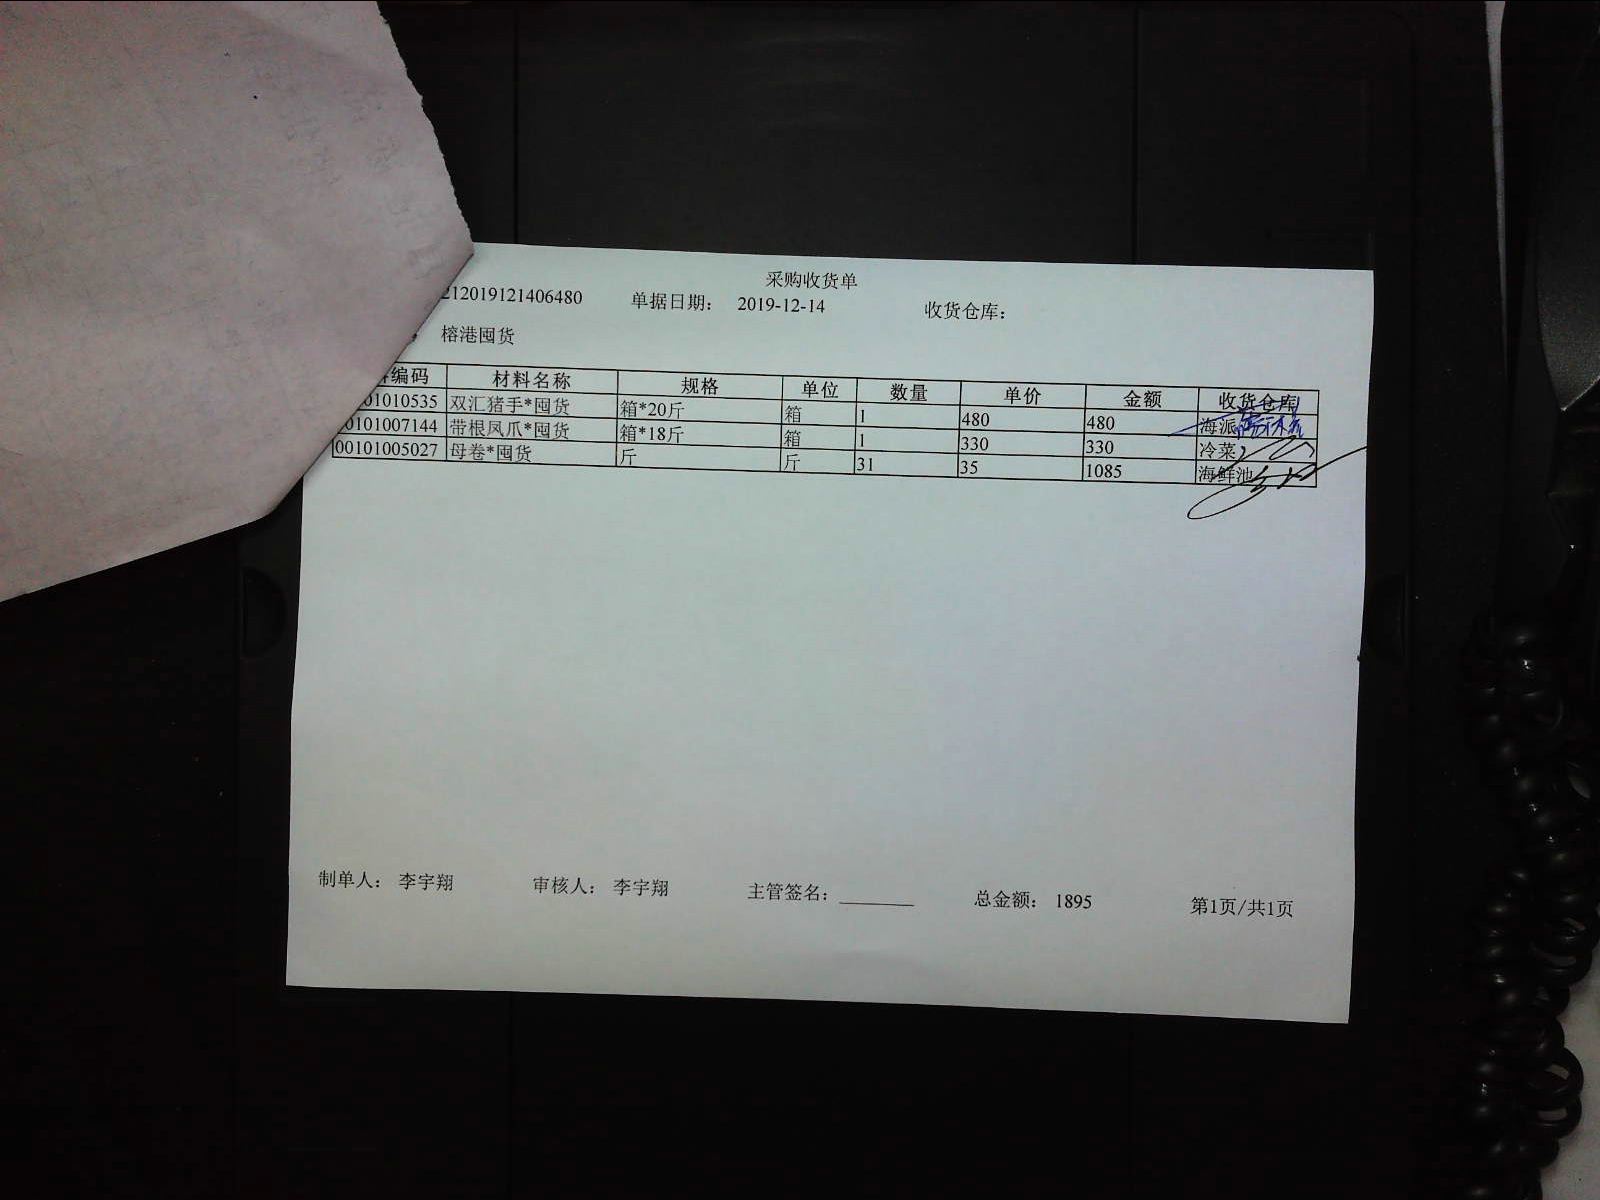 采购收货单
212019121406480 单据日期： 2019-12-14 收货仓库：
榕港囤货
编码 材料名称 规格 单位 数量 单价 金额 收货仓库
01010535 双汇猪手*囤货 箱*20斤 箱 1 480 480 海派
0101007144 带根凤爪*囤货 箱*18斤 箱 1 330 330 冷菜
00101005027 母卷*囤货 斤 斤 31 35 1085 海鲜池
制单人： 李宇翔 审核人： 李宇翔 主管签名：_______ 总金额： 1895 第1页/共1页